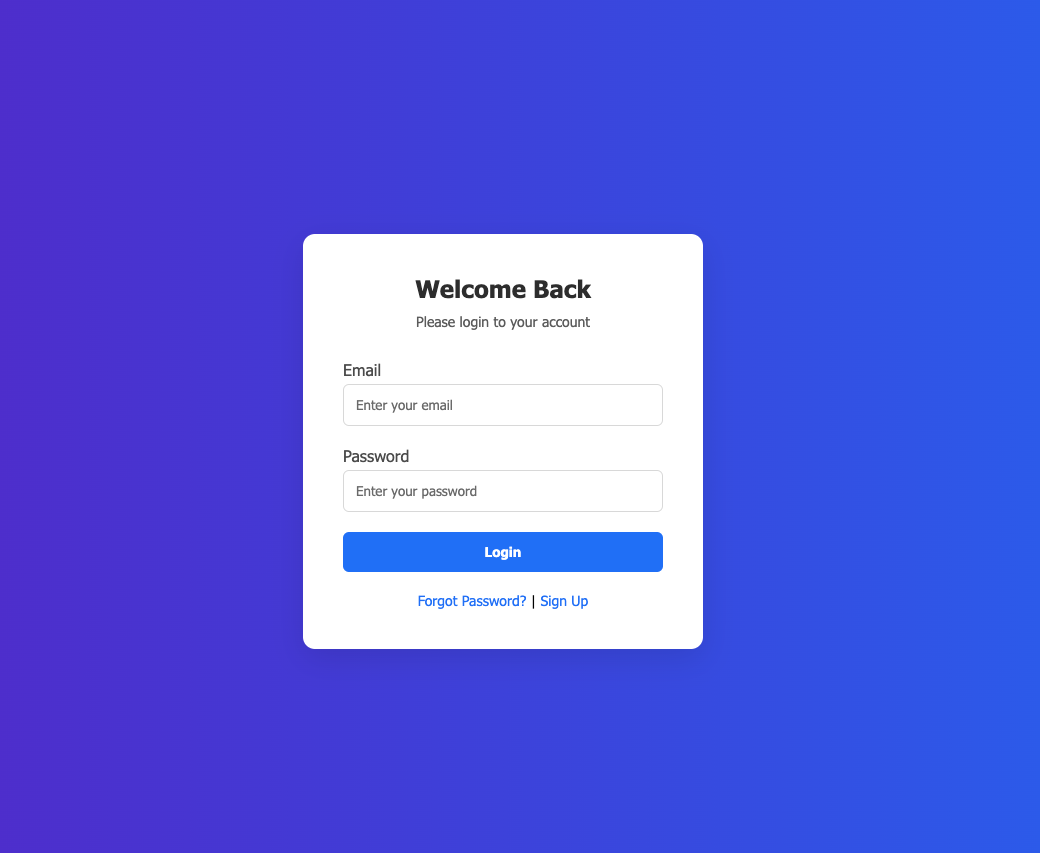 Welcome Back
Please login to your account
Email
Enter your email
Password
Enter your password
Login
Forgot Password? | Sign Up